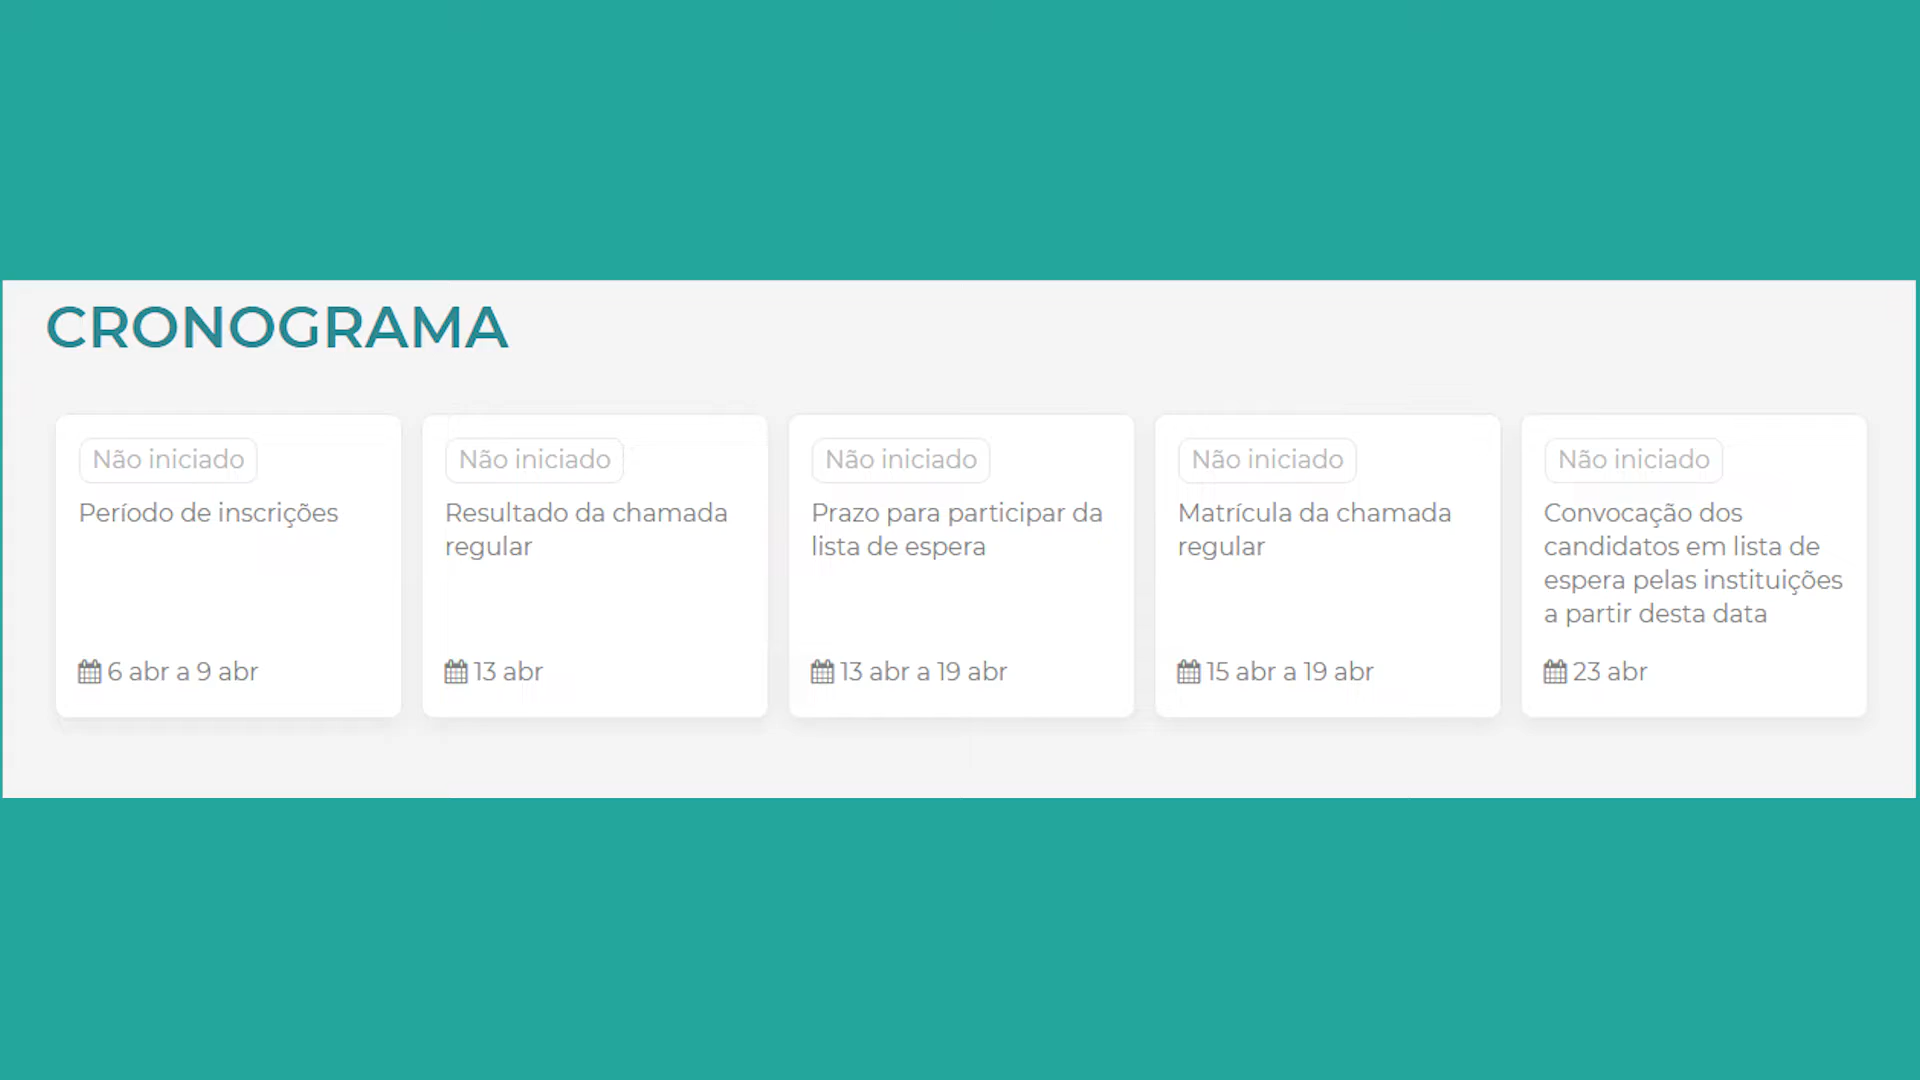 CRONOGRAMA
Não iniciado
Período de inscrições
6 abr a 9 abr
Não iniciado
Resultado da chamada
regular
13 abr
Não iniciado
Prazo para participar da
lista de espera
13 abr a 19 abr
Não iniciado
Matrícula da chamada
regular
15 abr a 19 abr
Não iniciado
Convocação dos
candidatos em lista de
espera pelas instituições
a partir desta data
23 abr